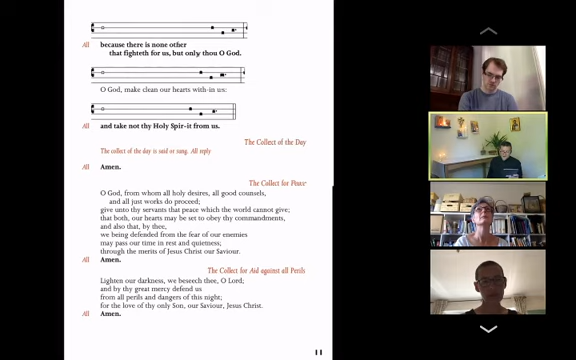 All because there is none other
that fighteth for us, but only thou O God.
O God, make clean our hearts with-in us:
All and take not thy Holy Spir-it from us.
The Collect of the Day
The collect of the day is said or sung. All reply
All Amen.
The Collect for Peace
O God, from whom all holy desires, all good counsels,
and all just works do proceed;
give unto thy servants that peace which the world cannot give;
that both, our hearts may be set to obey thy commandments,
and also that, by thee,
we being defended from the fear of our enemies
may pass our time in rest and quietness;
through the merits of Jesus Christ our Saviour.
All Amen.
The Collect for Aid against all Perils
Lighten our darkness, we beseech thee, O Lord;
and by thy great mercy defend us
from all perils and dangers of this night;
for the love of thy only Son, our Saviour, Jesus Christ.
All Amen.
11